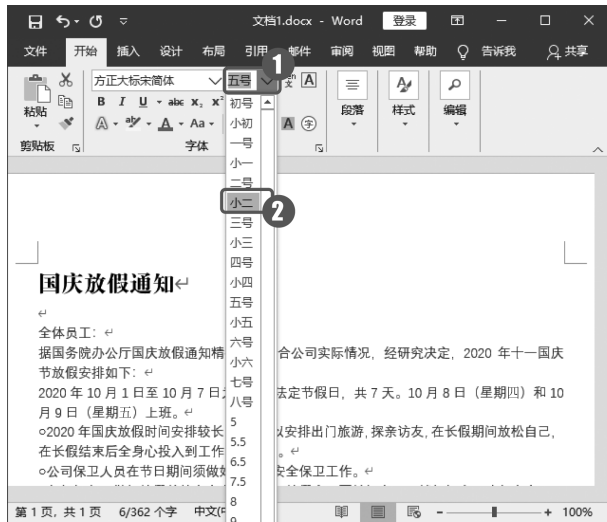 文档1.docx - Word 登录
文件 开始 插入 设计 布局 引用 邮件 审阅 视图 帮助 告诉我 共享
1
方正大标宋简体 五号 A
粘贴 B I U abc X₂ X² 段落 样式 编辑
A aby A Aa A 字
剪贴板 字体
初号
小初
一号
小一
二号
小二
2
三号
小三
四号
小四
五号
小五
六号
小六
七号
八号
5
5.5
6.5
7.5
8
9
国庆放假通知
全体员工:
据国务院办公厅国庆放假通知精 合公司实际情况,经研究决定,2020 年十一国庆
节放假安排如下:
2020 年 10 月 1 日至 10 月 7 日 法定节假日,共 7 天。10 月 8 日(星期四)和 10
月 9 日(星期五)上班。
○2020 年国庆放假时间安排较长 以安排出门旅游,探亲访友,在长假期间放松自己,
在长假结束后全身心投入到工作 。
○公司保卫人员在节日期间须做 安全保卫工作。
第 1 页,共 1 页 6/362 个字 中文( 100%